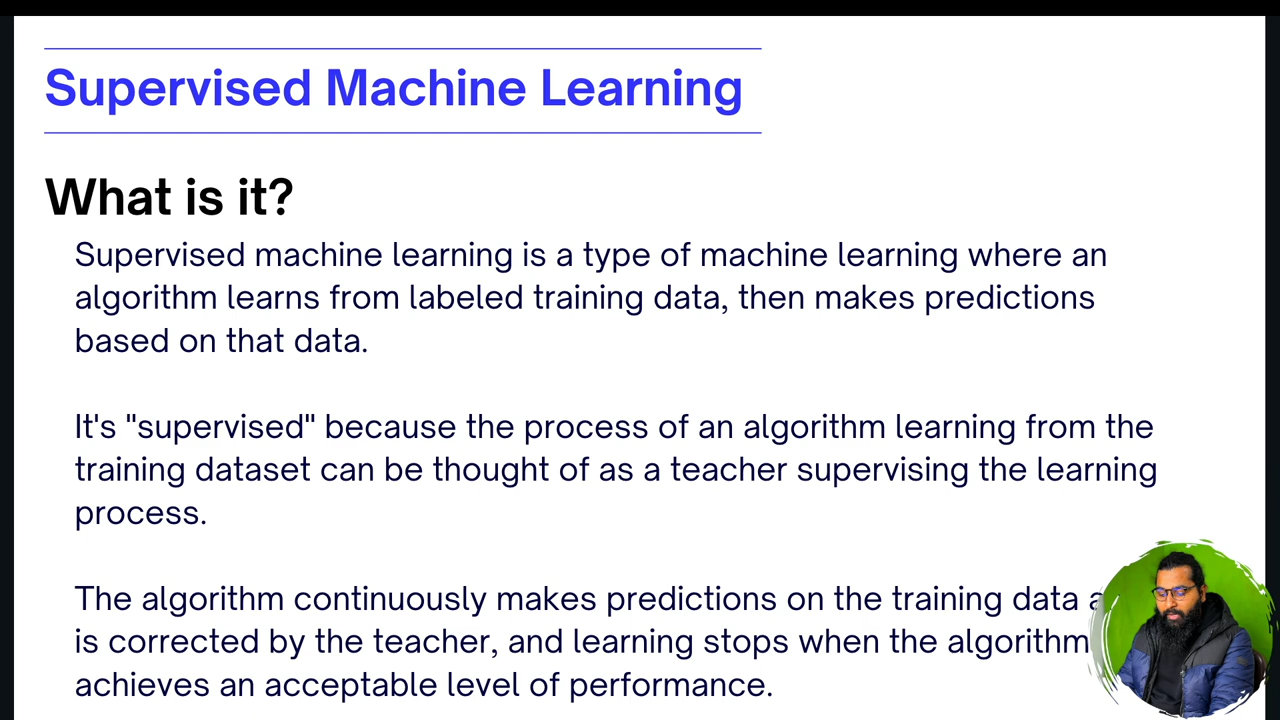 Supervised Machine Learning
What is it?
Supervised machine learning is a type of machine learning where an
algorithm learns from labeled training data, then makes predictions
based on that data.
It's "supervised" because the process of an algorithm learning from the
training dataset can be thought of as a teacher supervising the learning
process.
The algorithm continuously makes predictions on the training data
is corrected by the teacher, and learning stops when the algorithm
achieves an acceptable level of performance.